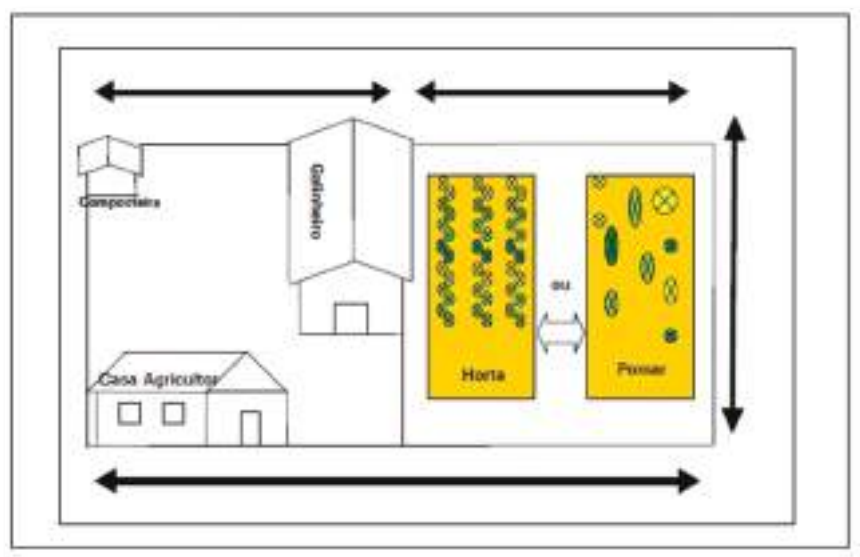 Composteira
Galinheiro
Casa Agricultor
ou
Horta
Pomar